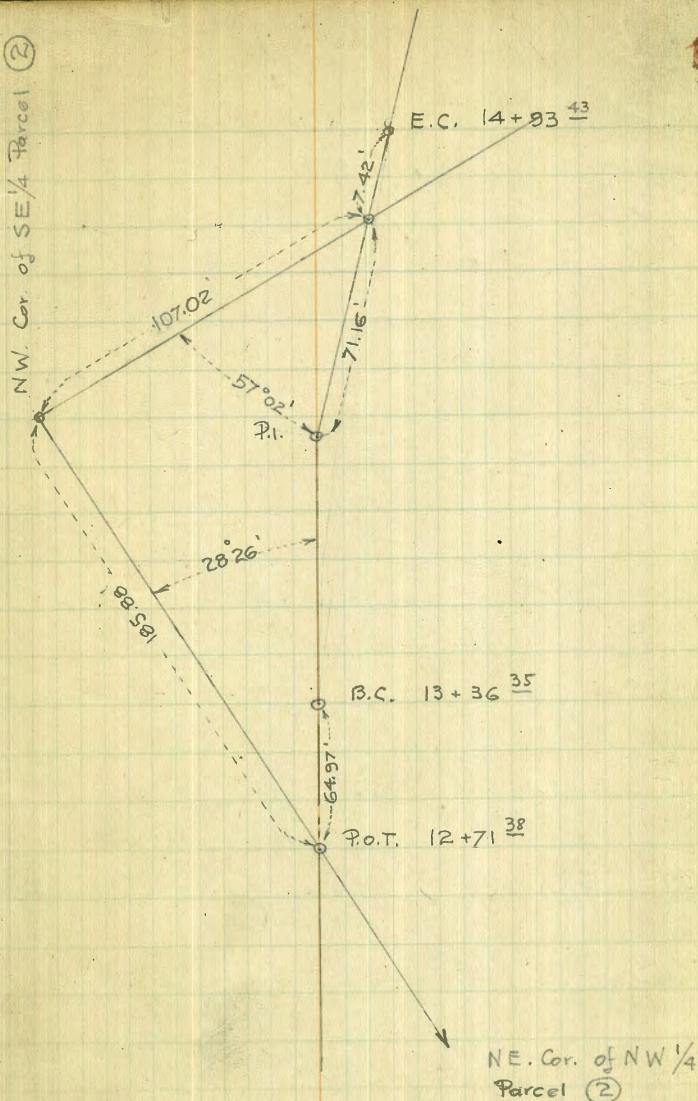 NW. Cor. of SE 1/4 Parcel ②
E.C. 14+93 43
7.42'
107.02'
71.16'
57°02'
P.I.
28°26'
185.88
B.C. 13+36 35
64.97'
P.O.T. 12+71 38
NE. Cor. of NW 1/4
Parcel ②